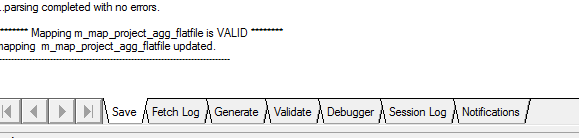 ..parsing completed with no errors.
******* Mapping m_map_project_agg_flatfile is VALID ********
mapping m_map_project_agg_flatfile updated.
Save Fetch Log Generate Validate Debugger Session Log Notifications